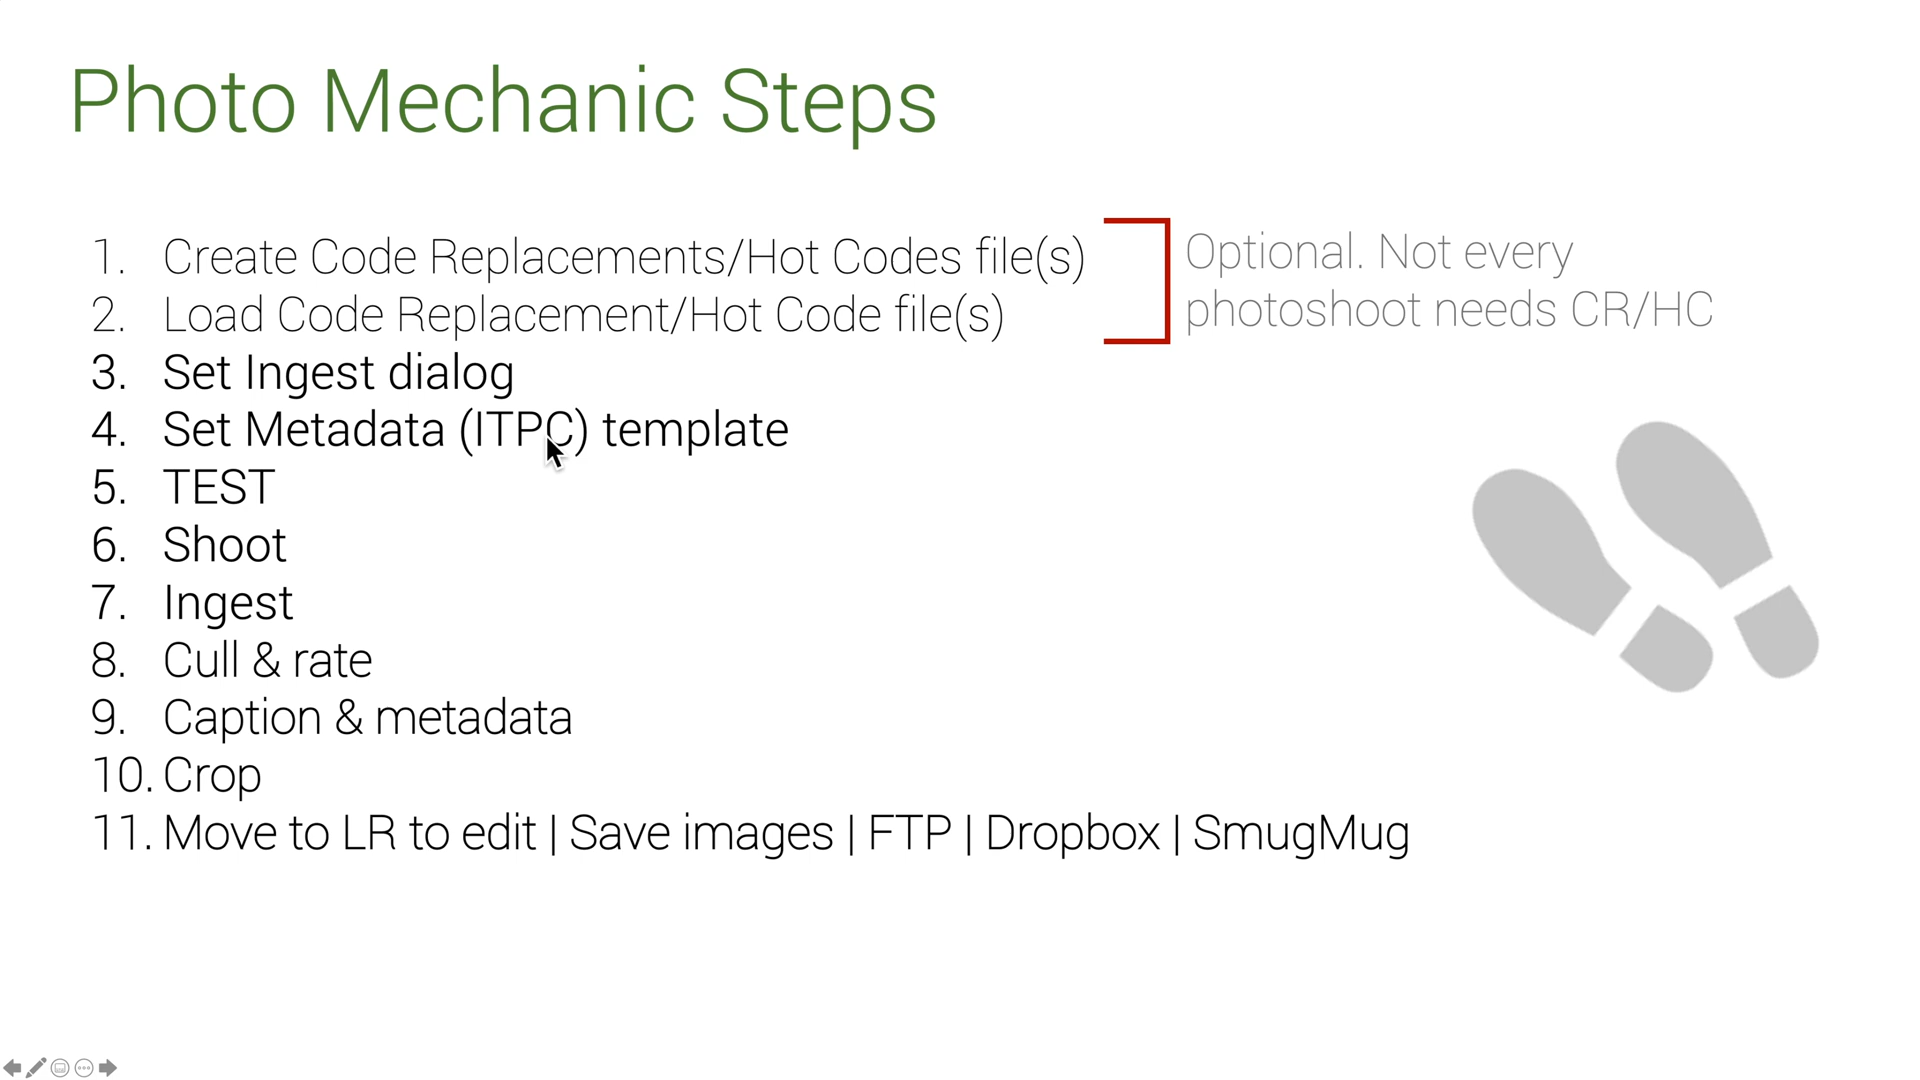 Photo Mechanic Steps
1. Create Code Replacements/Hot Codes file(s)
2. Load Code Replacement/Hot Code file(s)
Optional. Not every
photoshoot needs CR/HC
3. Set Ingest dialog
4. Set Metadata (ITPC) template
5. TEST
6. Shoot
7. Ingest
8. Cull & rate
9. Caption & metadata
10. Crop
11. Move to LR to edit | Save images | FTP | Dropbox | SmugMug